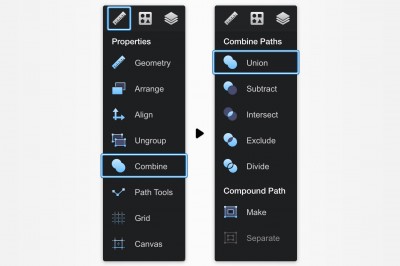 Properties
Geometry
Arrange
Align
Ungroup
Combine
Path Tools
Grid
Canvas
Combine Paths
Union
Subtract
Intersect
Exclude
Divide
Compound Path
Make
Separate